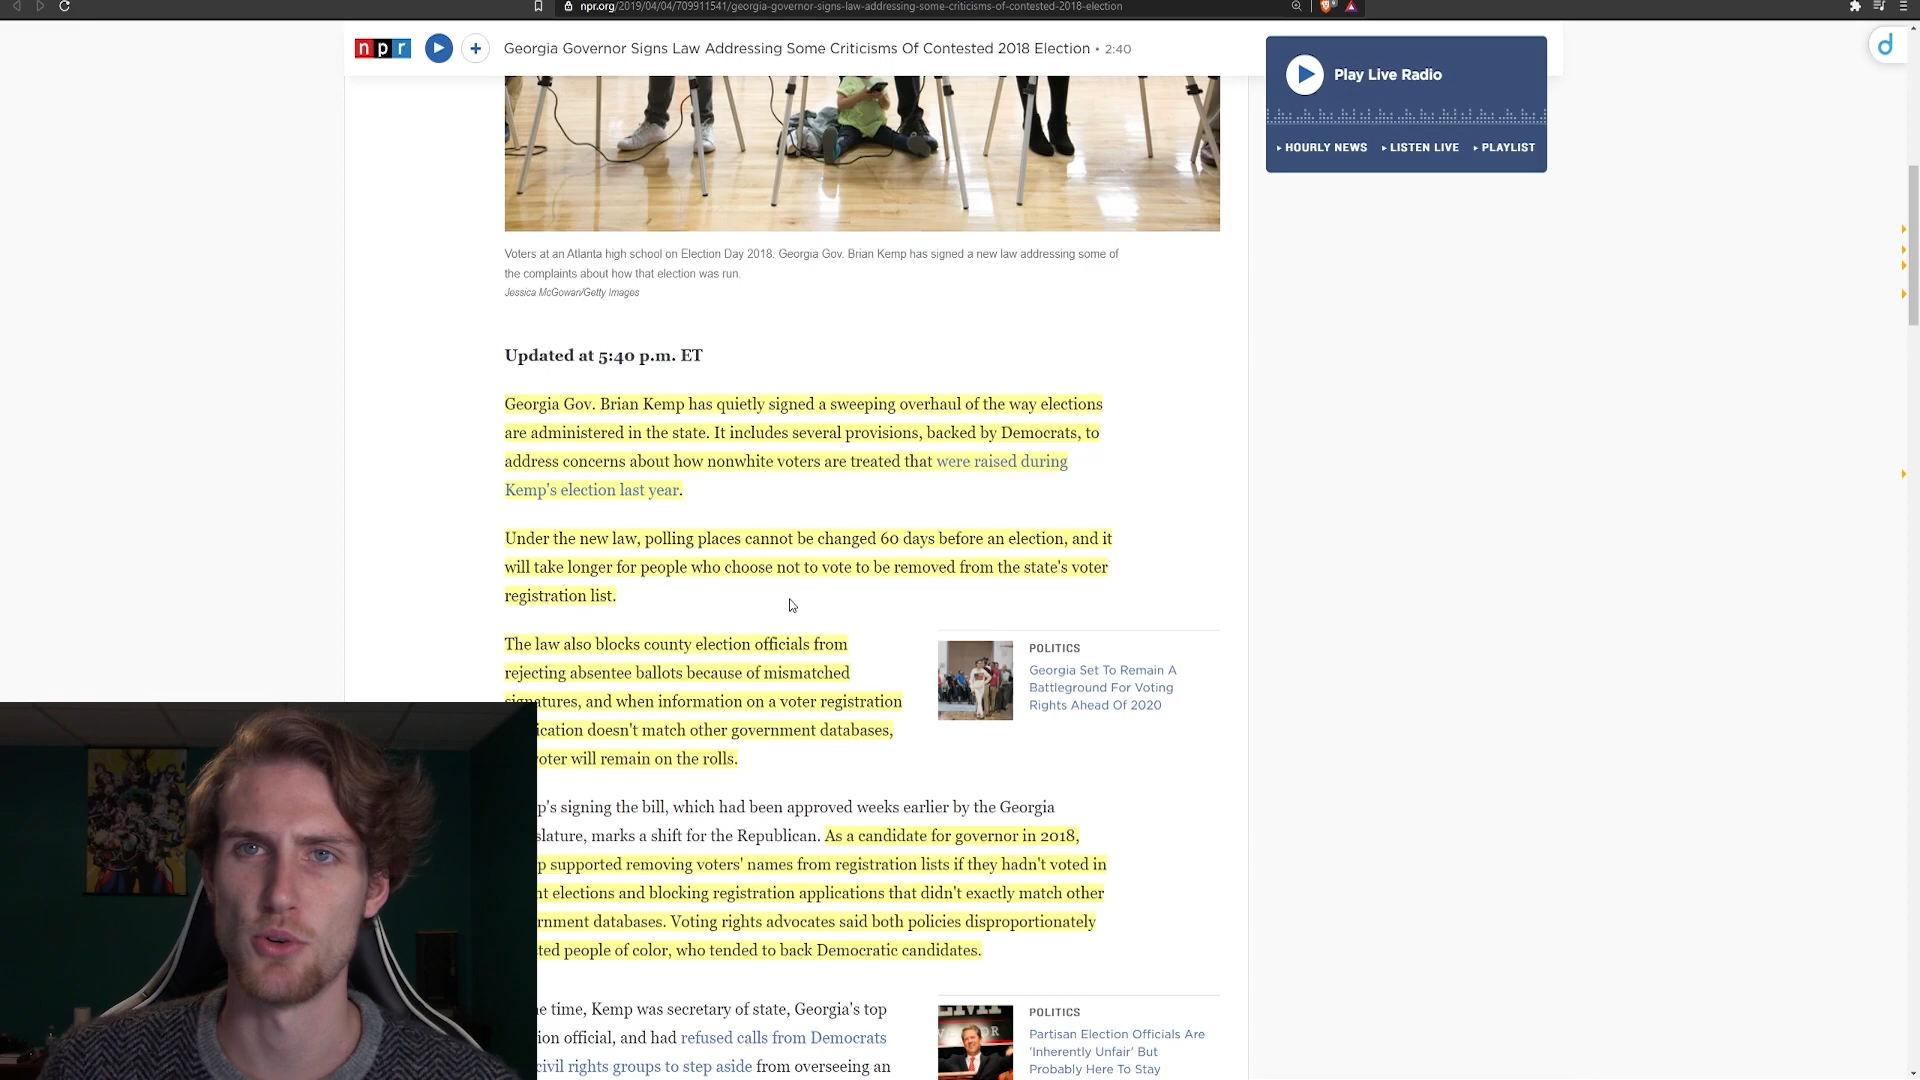 npr.org/2019/04/04/709911541/georgia-governor-signs-law-addressing-some-criticisms-of-contested-2018-election
npr
Georgia Governor Signs Law Addressing Some Criticisms Of Contested 2018 Election • 2:40
Play Live Radio
HOURLY NEWS
LISTEN LIVE
PLAYLIST
Voters at an Atlanta high school on Election Day 2018. Georgia Gov. Brian Kemp has signed a new law addressing some of
the complaints about how that election was run.
Jessica McGowan/Getty Images
Updated at 5:40 p.m. ET
Georgia Gov. Brian Kemp has quietly signed a sweeping overhaul of the way elections
are administered in the state. It includes several provisions, backed by Democrats, to
address concerns about how nonwhite voters are treated that were raised during
Kemp's election last year.
Under the new law, polling places cannot be changed 60 days before an election, and it
will take longer for people who choose not to vote to be removed from the state's voter
registration list.
The law also blocks county election officials from
rejecting absentee ballots because of mismatched
signatures, and when information on a voter registration
ication doesn't match other government databases,
voter will remain on the rolls.
POLITICS
Georgia Set To Remain A
Battleground For Voting
Rights Ahead Of 2020
p's signing the bill, which had been approved weeks earlier by the Georgia
slature, marks a shift for the Republican. As a candidate for governor in 2018,
p supported removing voters' names from registration lists if they hadn't voted in
nt elections and blocking registration applications that didn't exactly match other
rnment databases. Voting rights advocates said both policies disproportionately
ted people of color, who tended to back Democratic candidates.
e time, Kemp was secretary of state, Georgia's top
ion official, and had refused calls from Democrats
civil rights groups to step aside from overseeing an
POLITICS
Partisan Election Officials Are
'Inherently Unfair' But
Probably Here To Stay